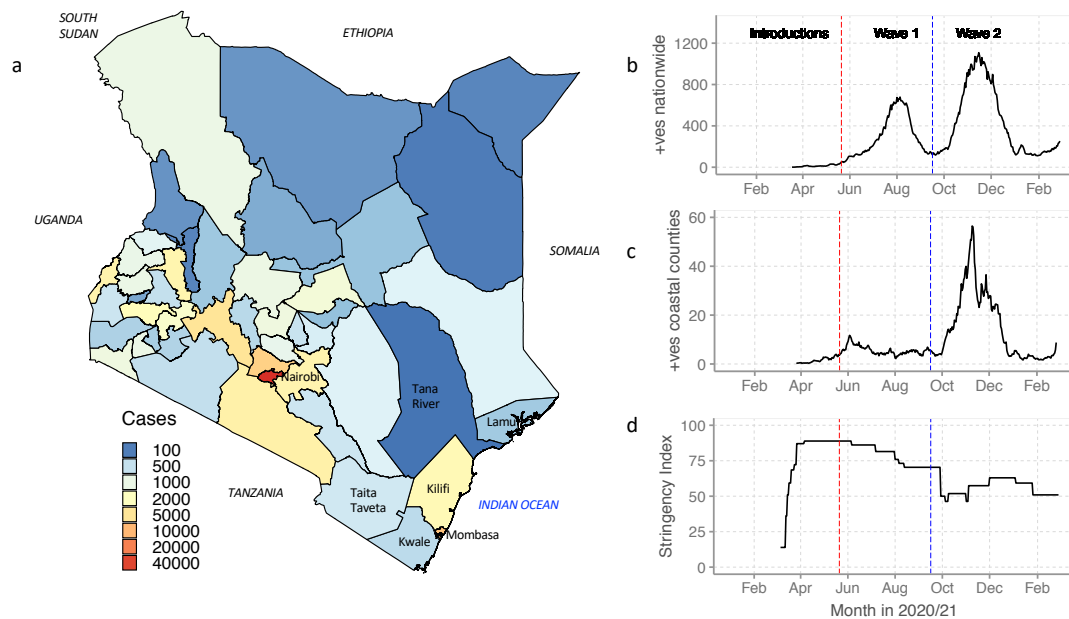 SOUTH
SUDAN
ETHIOPIA
a
UGANDA
SOMALIA
Nairobi
Tana
River
Lamu
Cases
100
500
1000
2000
5000
10000
20000
40000
TANZANIA
Taita
Taveta
Kilifi
INDIAN OCEAN
Kwale
Mombasa
b
Introductions Wave 1 Wave 2
+ves nationwide
1200
800
400
0
Feb Apr Jun Aug Oct Dec Feb
c
+ves coastal counties
60
40
20
0
Feb Apr Jun Aug Oct Dec Feb
d
Stringency Index
100
75
50
25
0
Feb Apr Jun Aug Oct Dec Feb
Month in 2020/21